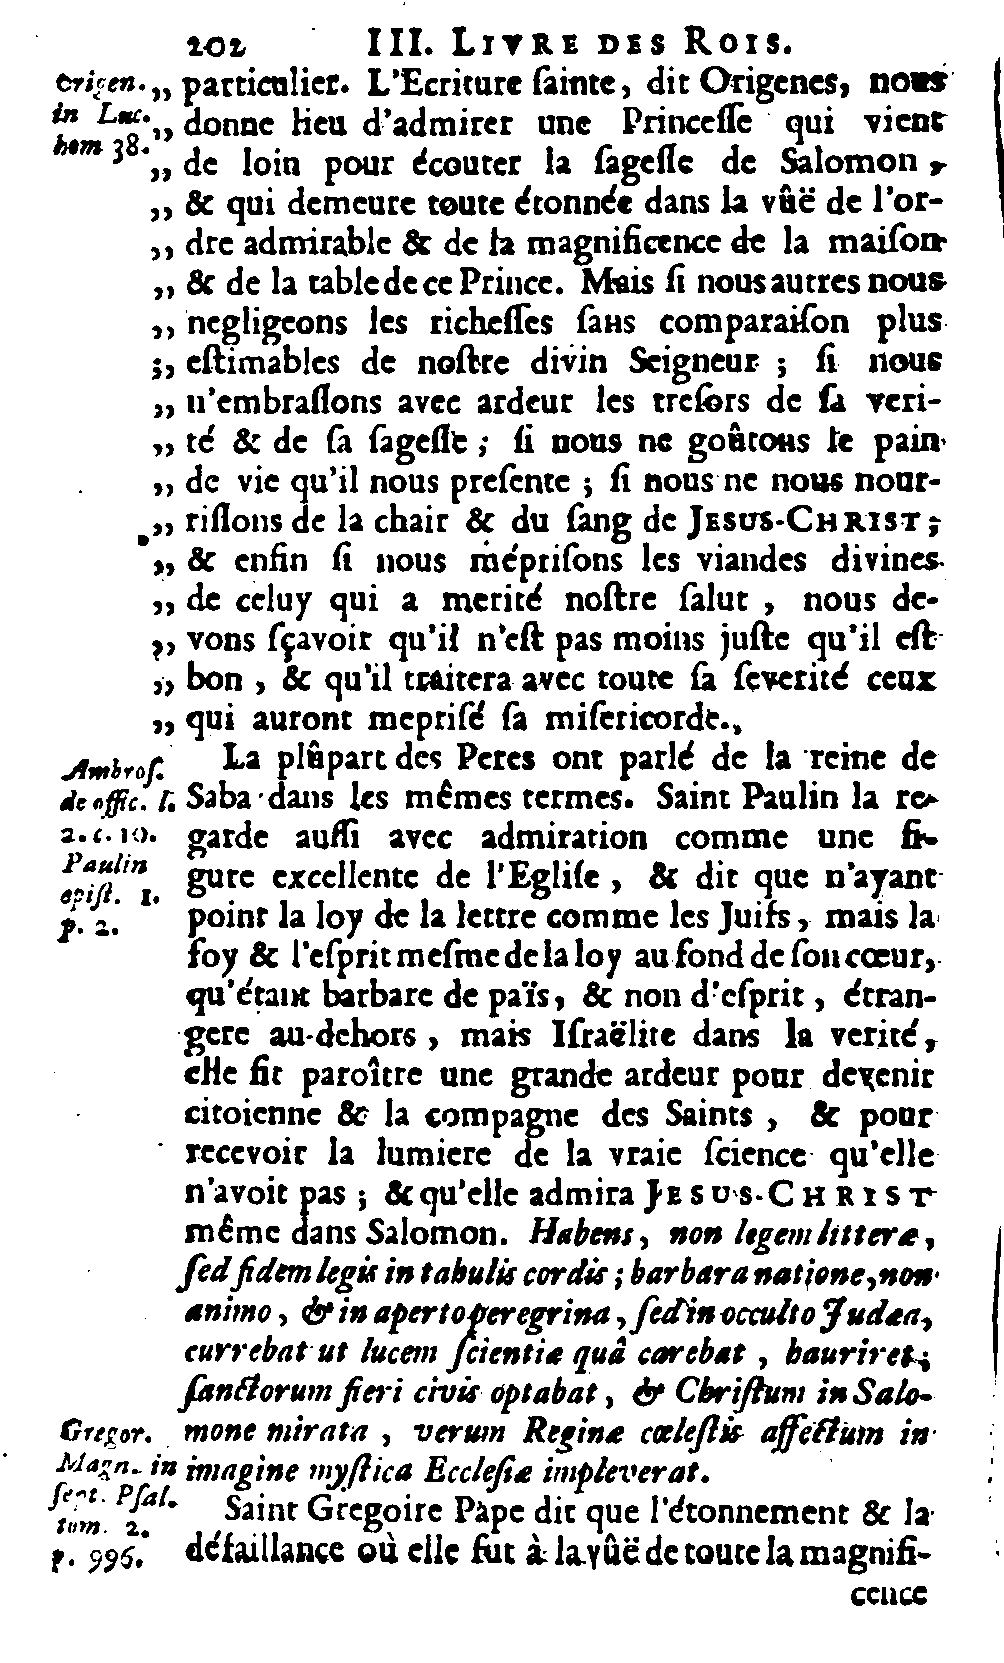 202 III. LIVRE DES ROIS.
Origen. ,, particulier. L'Ecriture ſainte, dit Origenes, nous
in Luc. ,, donne lieu d'admirer une Princeſſe qui vient
hom 38. ,, de loin pour écouter la ſageſſe de Salomon,
,, & qui demeure toute étonnée dans la vûë de l'or-
,, dre admirable & de la magnificence de la maiſon
,, & de la table de ce Prince. Mais ſi nous autres nous
,, negligeons les richeſſes ſans comparaiſon plus
,, eſtimables de noſtre divin Seigneur ; ſi nous
,, n'embraſſons avec ardeur les treſors de ſa veri-
,, té & de ſa ſageſſe ; ſi nous ne goûtons le pain
,, de vie qu'il nous preſente ; ſi nous ne nous nour-
,, riſſons de la chair & du ſang de JESUS-CHRIST;
,, & enfin ſi nous mépriſons les viandes divines
,, de celuy qui a merité noſtre ſalut , nous de-
,, vons ſçavoir qu'il n'eſt pas moins juſte qu'il eſt
,, bon , & qu'il traitera avec toute ſa ſeverité ceux
,, qui auront mepriſé ſa miſericorde.,
Ambroſ. La plûpart des Peres ont parlé de la reine de
de offic. l. Saba dans les mêmes termes. Saint Paulin la re-
2. c. 10. garde auſſi avec admiration comme une fi-
Paulin gure excellente de l'Egliſe , & dit que n'ayant
epiſt. 1. point la loy de la lettre comme les Juifs, mais la
p. 2. foy & l'eſprit meſme de la loy au fond de ſon cœur,
qu'étant barbare de païs, & non d'eſprit , étran-
gere au-dehors , mais Iſraëlite dans la verité,
elle fit paroître une grande ardeur pour devenir
citoienne & la compagne des Saints , & pour
recevoir la lumiere de la vraie ſcience qu'elle
n'avoit pas ; & qu'elle admira JESUS-CHRIST
même dans Salomon. Habens, non legem litteræ,
ſed fidem legis in tabulis cordis ; barbara natione, non
animo , & in aperto peregrina , ſed in occulto Judæa,
currebat ut lucem ſcientiæ quâ carebat , hauriret ;
ſanctorum fieri civis optabat , & Chriſtum in Salo-
Gregor. mone mirata , verum Reginæ cœleſtis affectum in
Magn. in imagine myſtica Eccleſiæ impleverat.
ſept. Pſal. Saint Gregoire Pape dit que l'étonnement & la
tom. 2. défaillance où elle fut à la vûë de toute la magnifi-
p. 996.
cence